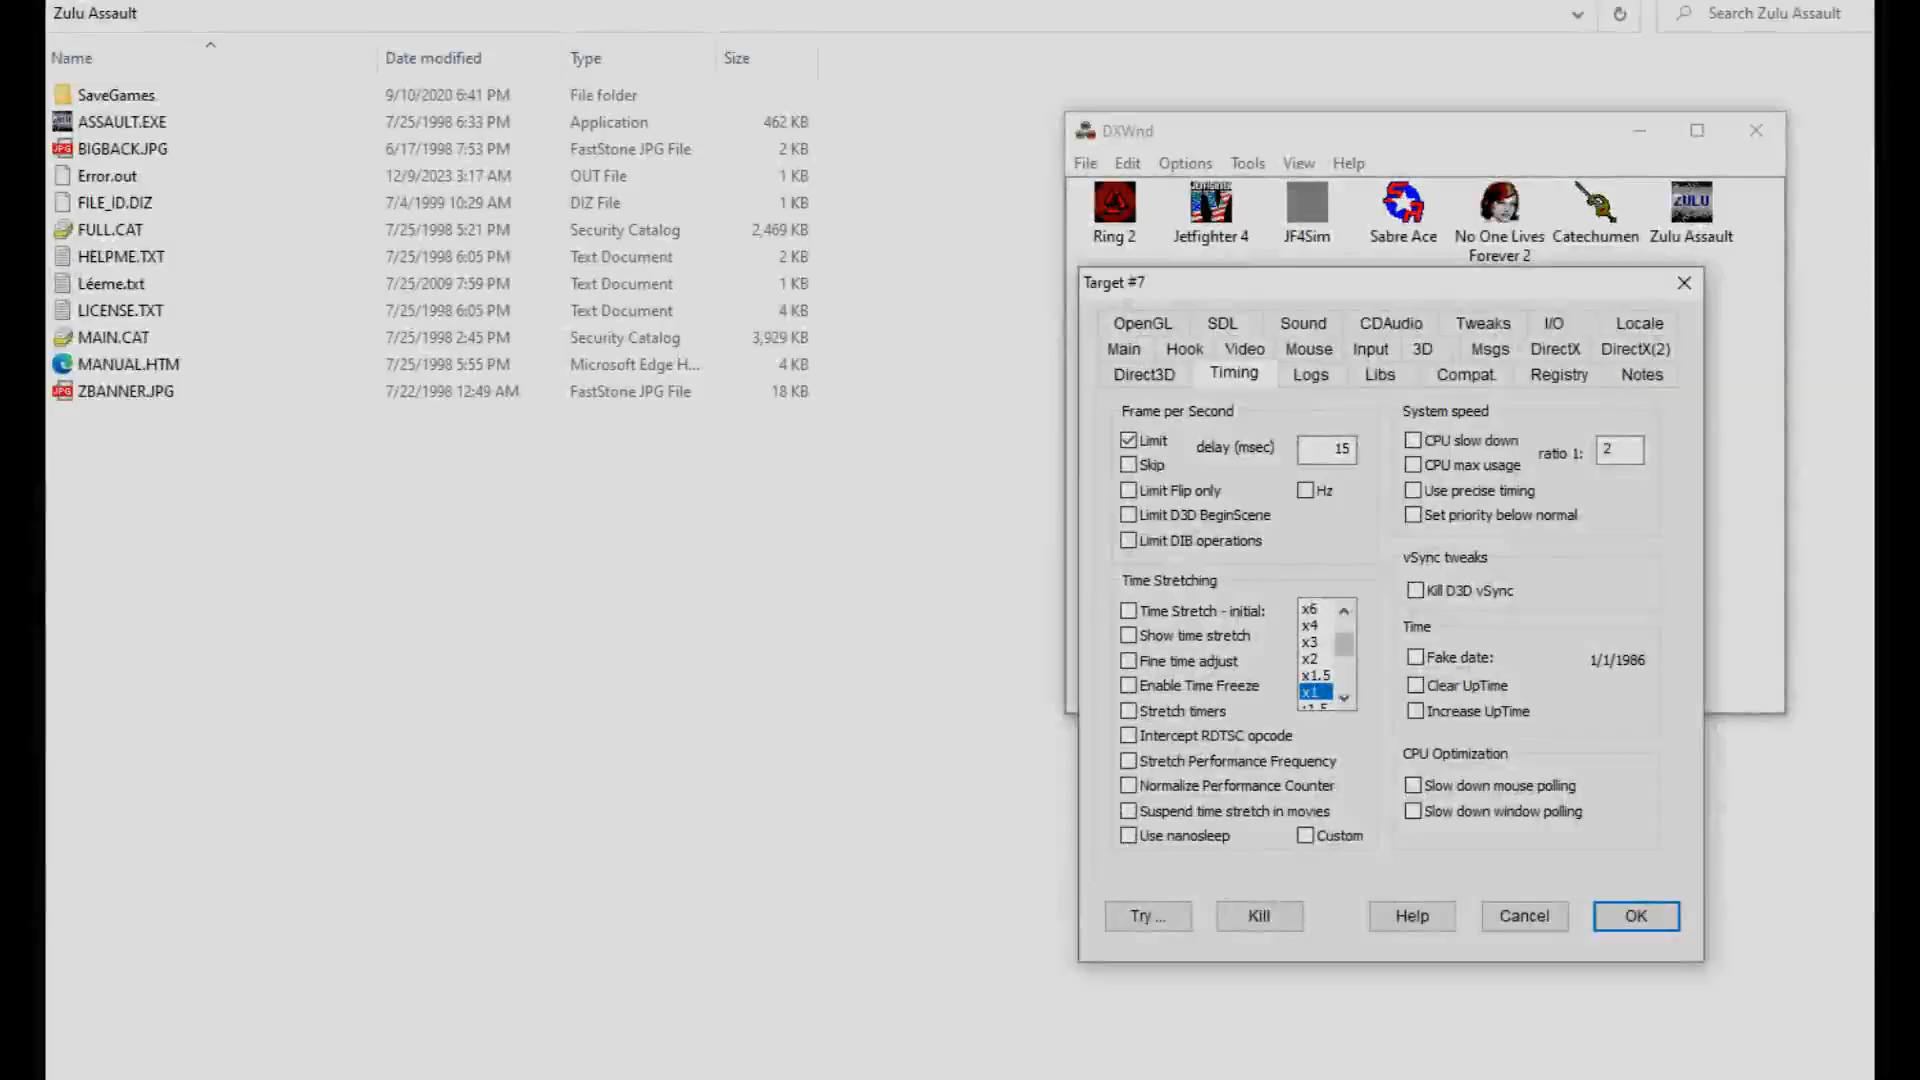 Zulu Assault
Search Zulu Assault
Name Date modified Type Size
SaveGames 9/10/2020 6:41 PM File folder
ASSAULT.EXE 7/25/1998 6:33 PM Application 462 KB
BIGBACK.JPG 6/17/1998 7:53 PM FastStone JPG File 2 KB
Error.out 12/9/2023 3:17 AM OUT File 1 KB
FILE_ID.DIZ 7/4/1999 10:29 AM DIZ File 1 KB
FULL.CAT 7/25/1998 5:21 PM Security Catalog 2,469 KB
HELPME.TXT 7/25/1998 6:05 PM Text Document 2 KB
Léeme.txt 7/25/2009 7:59 PM Text Document 1 KB
LICENSE.TXT 7/25/1998 6:05 PM Text Document 4 KB
MAIN.CAT 7/25/1998 2:45 PM Security Catalog 3,929 KB
MANUAL.HTM 7/25/1998 5:55 PM Microsoft Edge H... 4 KB
ZBANNER.JPG 7/22/1998 12:49 AM FastStone JPG File 18 KB
DXWnd
File Edit Options Tools View Help
ZULU
Ring 2 Jetfighter 4 JF4Sim Sabre Ace No One Lives Forever 2 Catechumen Zulu Assault
Target #7
OpenGL SDL Sound CDAudio Tweaks I/O Locale
Main Hook Video Mouse Input 3D Msgs DirectX DirectX(2)
Direct3D Timing Logs Libs Compat. Registry Notes
Frame per Second
Limit delay (msec) 15
Skip
Limit Flip only Hz
Limit D3D BeginScene
Limit DIB operations
Time Stretching
Time Stretch - initial:
Show time stretch
Fine time adjust
Enable Time Freeze
Stretch timers
Intercept RDTSC opcode
Stretch Performance Frequency
Normalize Performance Counter
Suspend time stretch in movies
Use nanosleep Custom
x6
x4
x3
x2
x1.5
x1
System speed
CPU slow down
CPU max usage
ratio 1: 2
Use precise timing
Set priority below normal
vSync tweaks
Kill D3D vSync
Time
Fake date: 1/1/1986
Clear UpTime
Increase UpTime
CPU Optimization
Slow down mouse polling
Slow down window polling
Try ... Kill Help Cancel OK